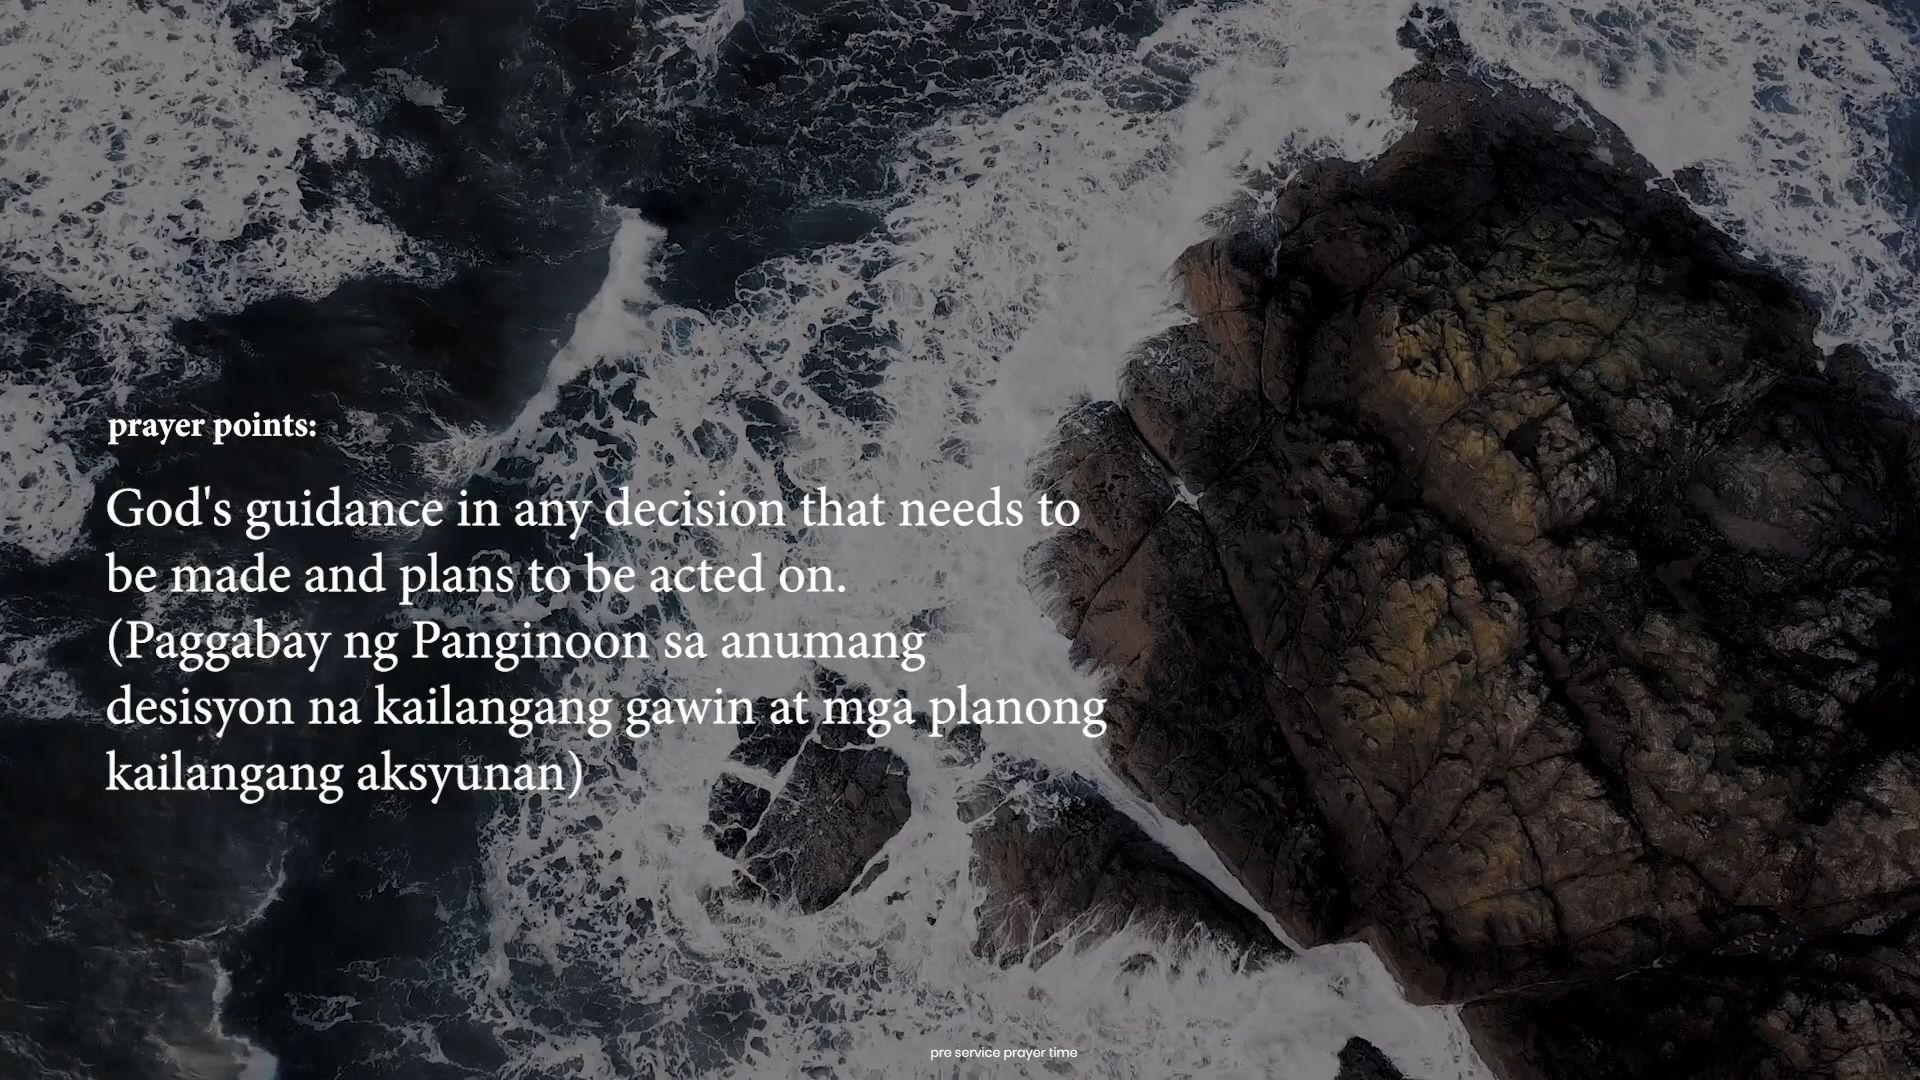 prayer points:
God's guidance in any decision that needs to
be made and plans to be acted on.
(Paggabay ng Panginoon sa anumang
desisyon na kailangang gawin at mga planong
kailangang aksyunan)
pre service prayer time